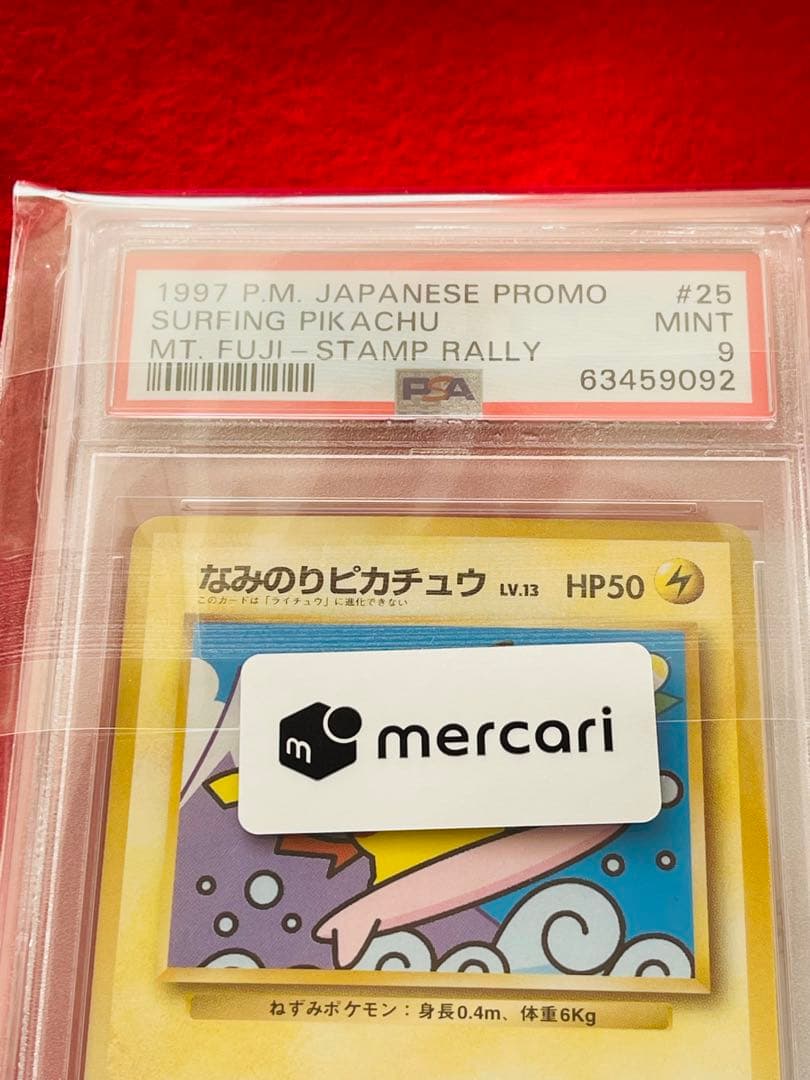 1997 P.M. JAPANESE PROMO #25
SURFING PIKACHU MINT
MT. FUJI-STAMP RALLY 9
PSA 63459092
なみのりピカチュウ LV.13 HP50
このカードは「ライチュウ」に進化できない
m mercari
ねずみポケモン：身長0.4m、体重6Kg